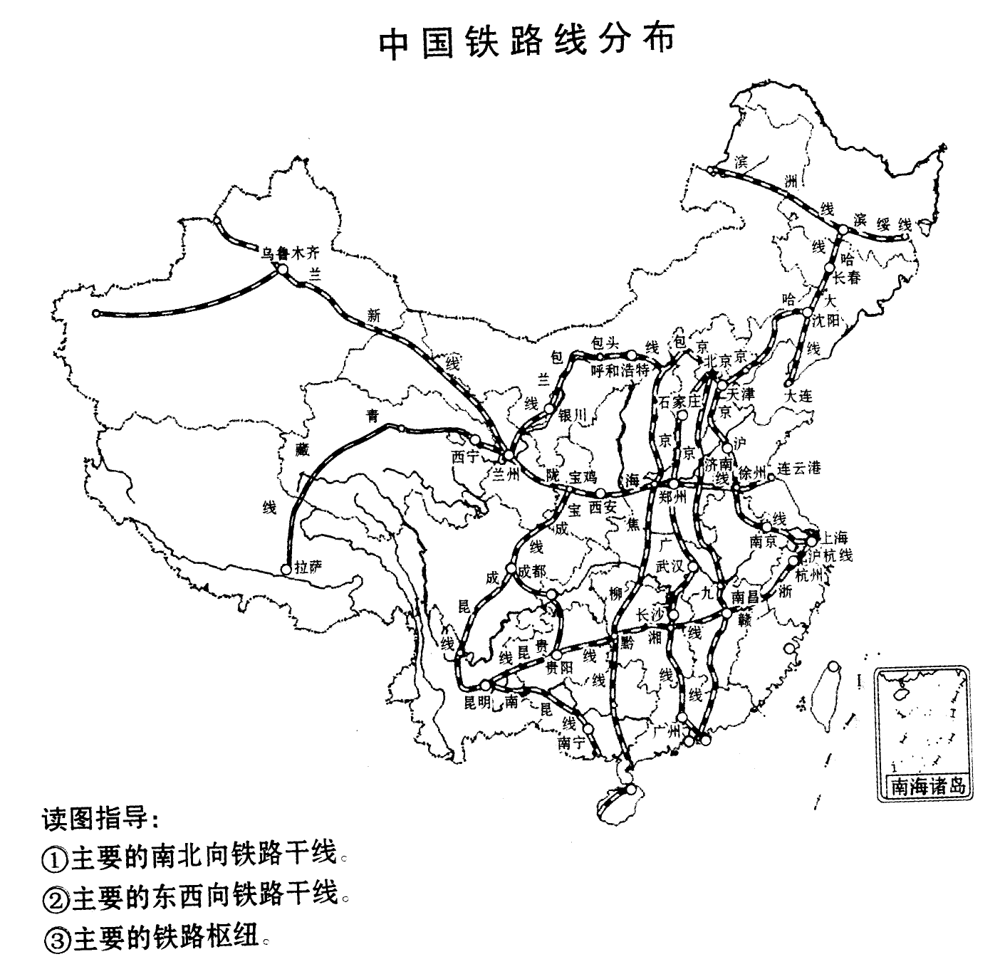 中国铁路线分布
滨洲线
滨绥线
哈大线
长春
沈阳
大连
京哈线
乌鲁木齐
兰新线
包头
呼和浩特
包兰线
京包线
北京
天津
石家庄
银川
青藏线
西宁
兰州
拉萨
陇海线
宝鸡
西安
郑州
徐州
连云港
济南
京沪线
京广线
京九线
焦柳线
宝成线
成都
成昆线
南京
上海
沪杭线
杭州
浙赣线
南昌
武汉
长沙
湘黔线
贵阳
贵昆线
昆明
南昆线
南宁
广州
南海诸岛
读图指导：
①主要的南北向铁路干线。
②主要的东西向铁路干线。
③主要的铁路枢纽。